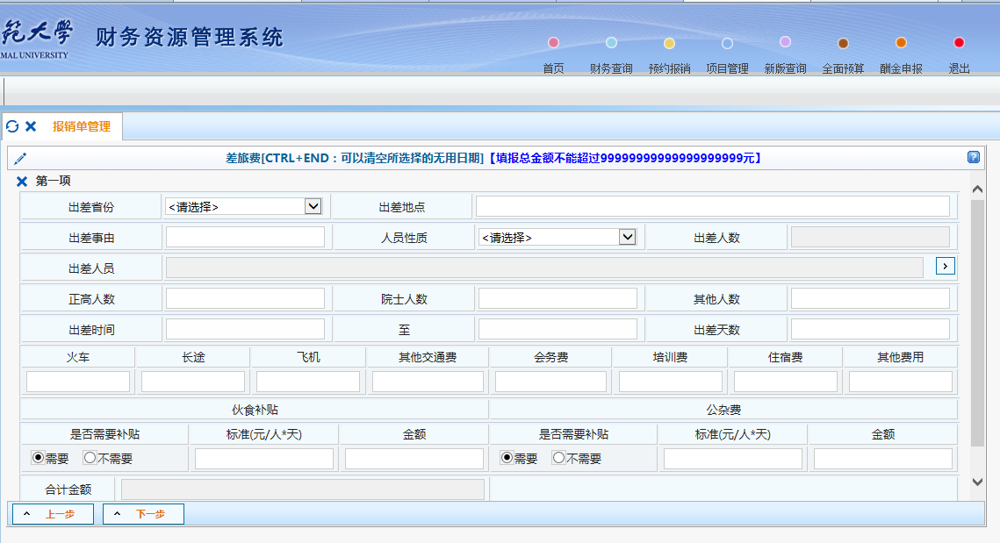 范大學
MAL UNIVERSITY
财务资源管理系统
首页 财务查询 预约报销 项目管理 新版查询 全面预算 酬金申报 退出
报销单管理
差旅费[CTRL+END：可以清空所选择的无用日期]【填报总金额不能超过99999999999999999999元】
第一项
出差省份 <请选择> 出差地点
出差事由 人员性质 <请选择> 出差人数
出差人员
正高人数 院士人数 其他人数
出差时间 至 出差天数
火车 长途 飞机 其他交通费 会务费 培训费 住宿费 其他费用
伙食补贴 公杂费
是否需要补贴 标准(元/人*天) 金额 是否需要补贴 标准(元/人*天) 金额
需要 不需要 需要 不需要
合计金额
上一步 下一步